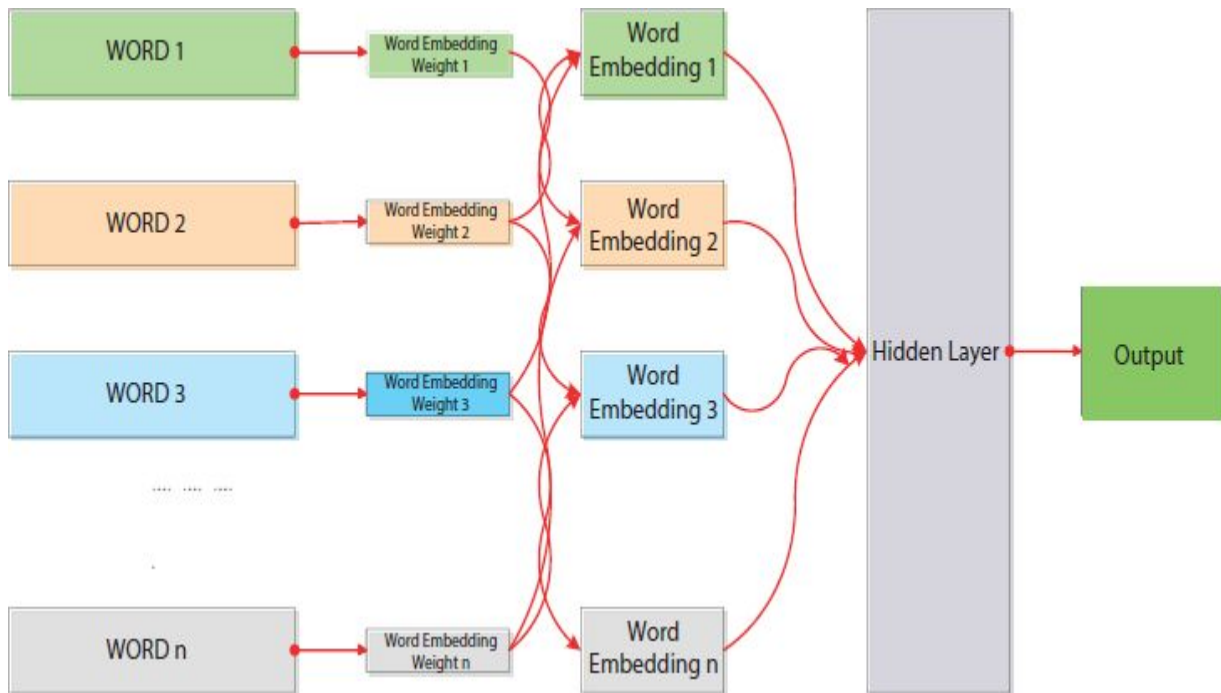 WORD 1
Word Embedding
Weight 1
Word
Embedding 1
WORD 2
Word Embedding
Weight 2
Word
Embedding 2
WORD 3
Word Embedding
Weight 3
Word
Embedding 3
Hidden Layer
Output
.... .... ....
.
WORD n
Word Embedding
Weight n
Word
Embedding n